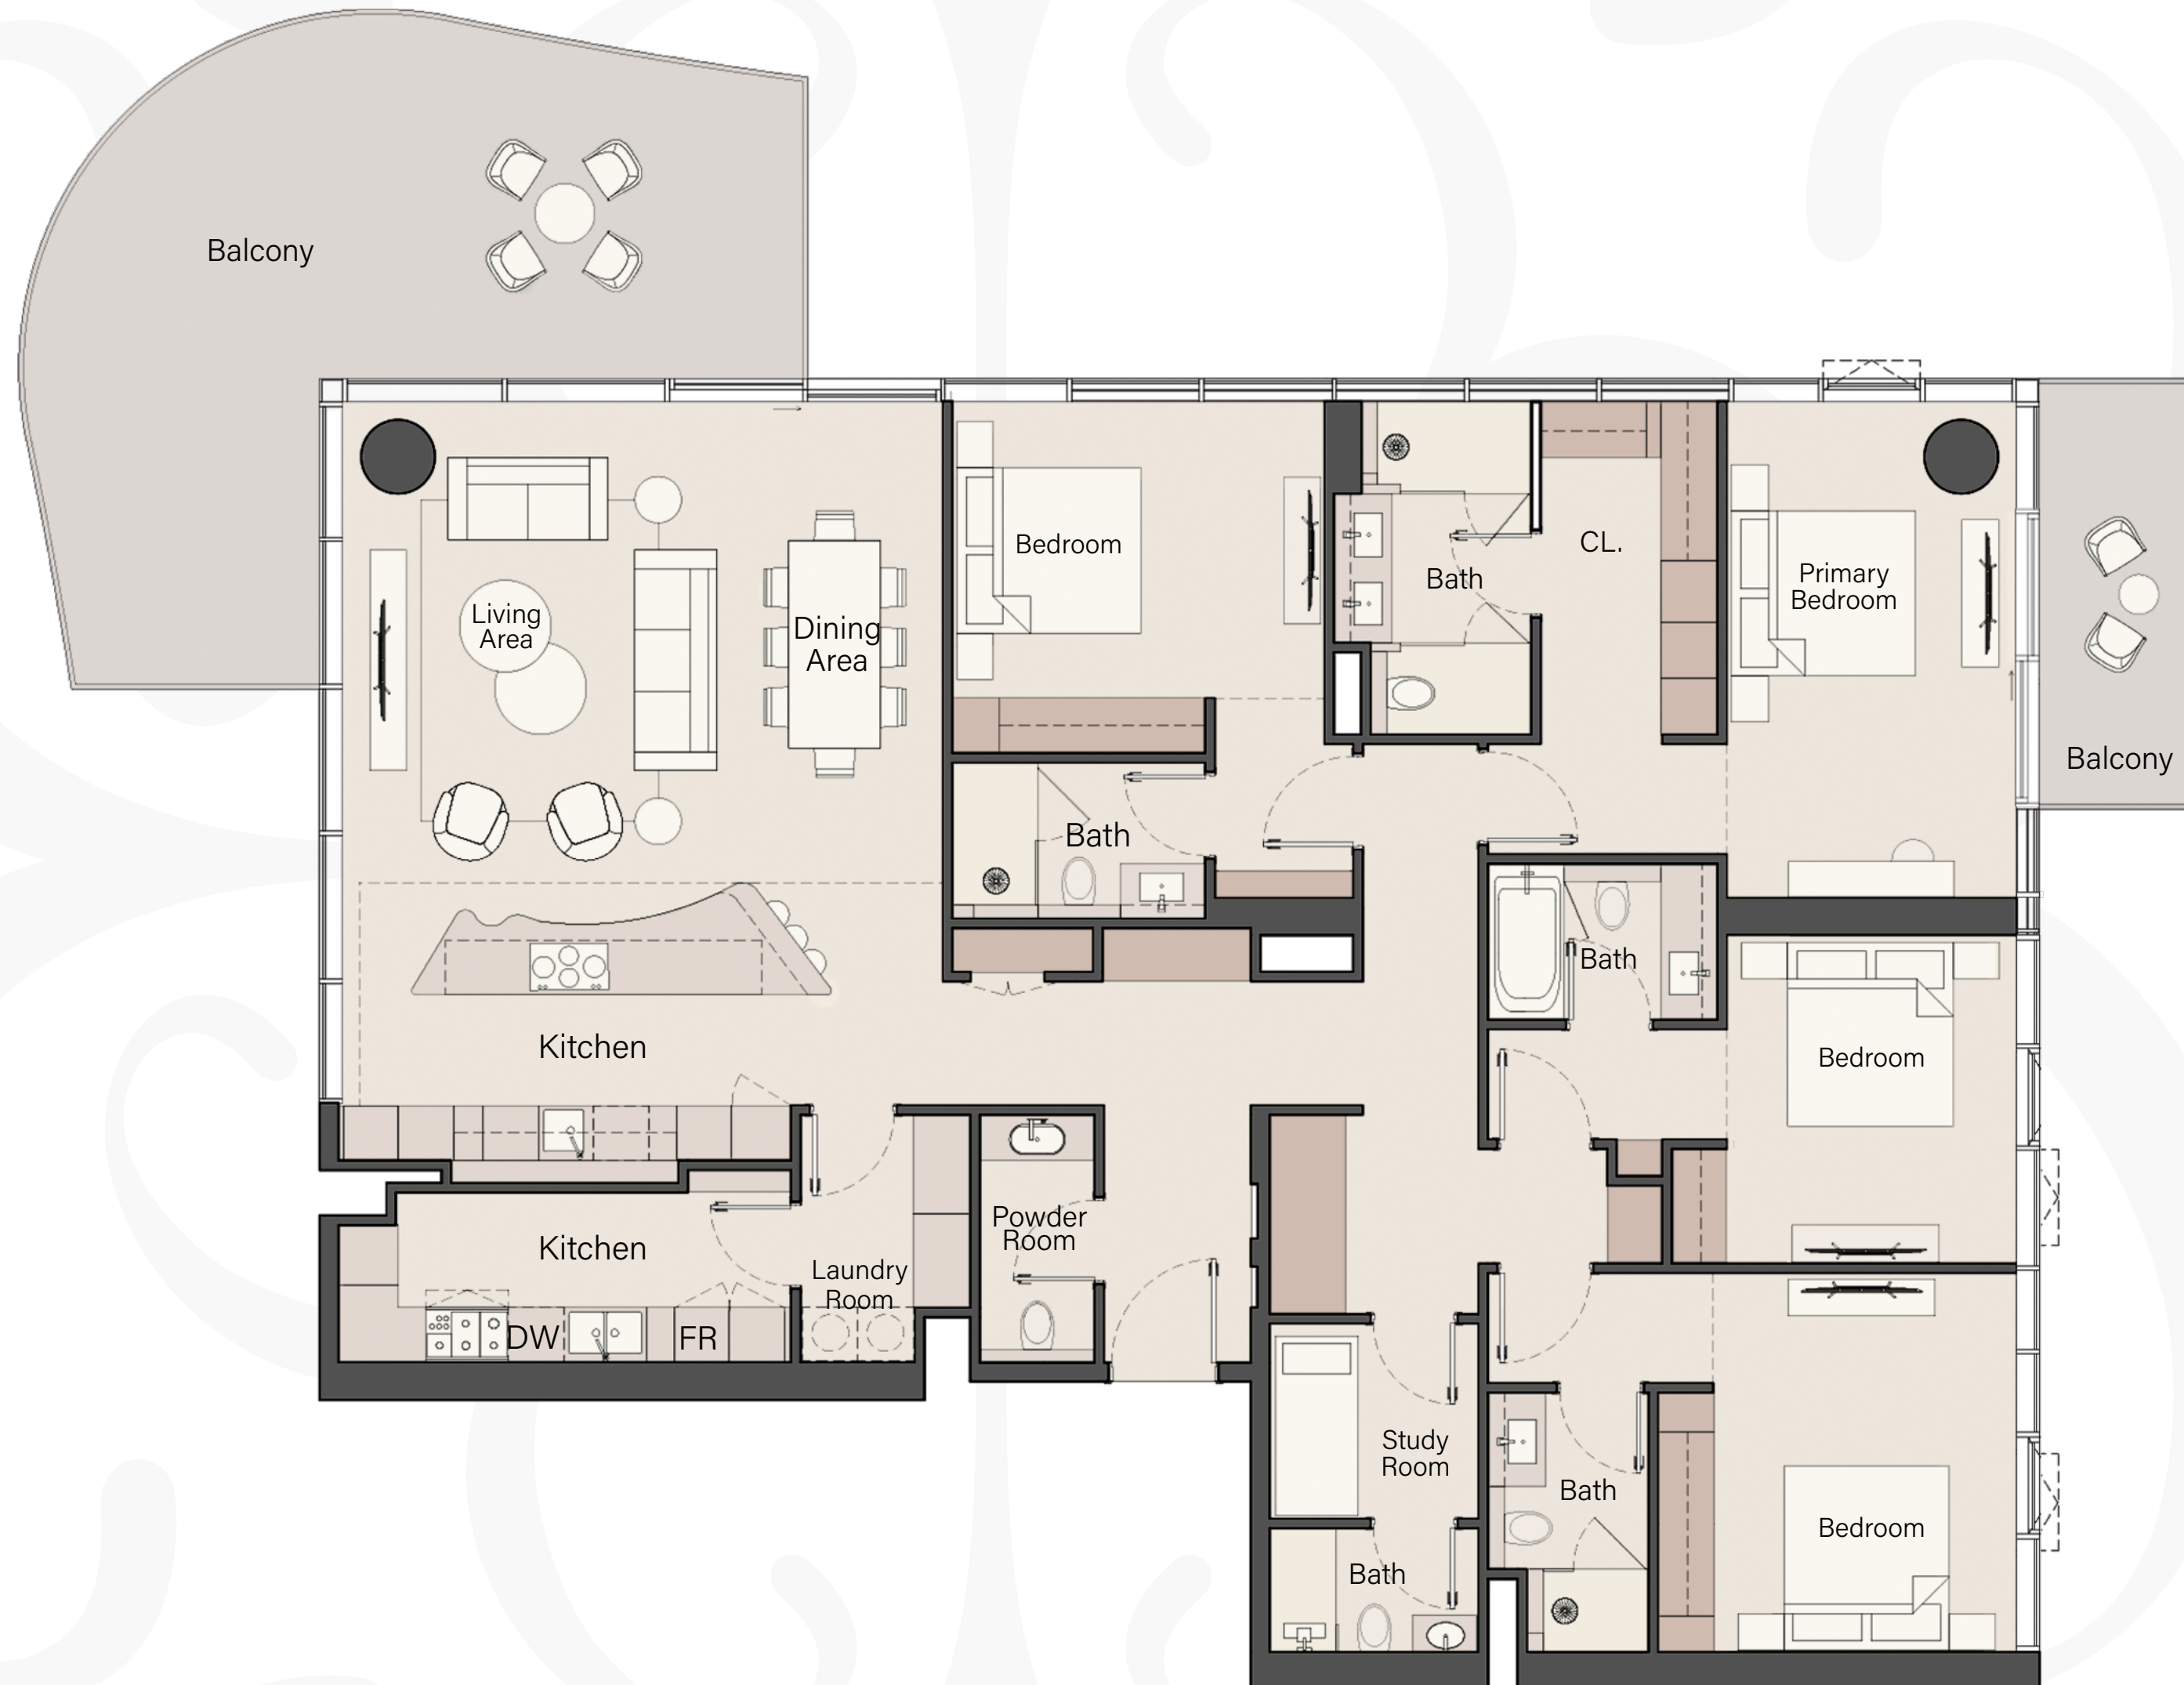 Balcony
Bedroom
CL.
Bath
Primary
Bedroom
Living
Area
Dining
Area
Balcony
Bath
Bath
Kitchen
Bedroom
Kitchen
Powder
Room
Laundry
Room
DW
FR
Study
Room
Bath
Bedroom
Bath